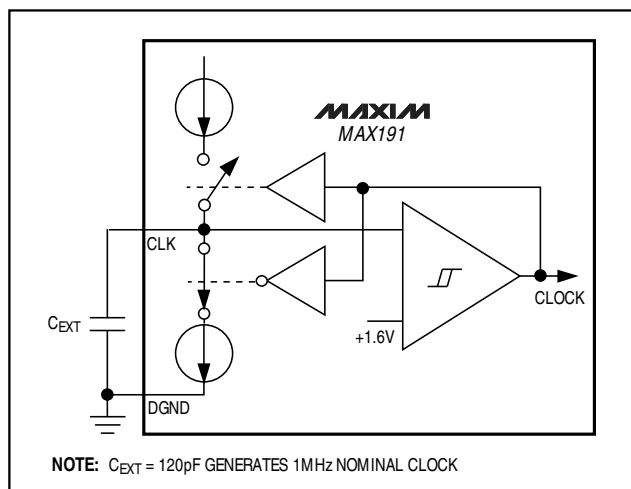 MAXIM
MAX191
CLK
CLOCK
+1.6V
CEXT
DGND
NOTE: CEXT = 120pF GENERATES 1MHz NOMINAL CLOCK